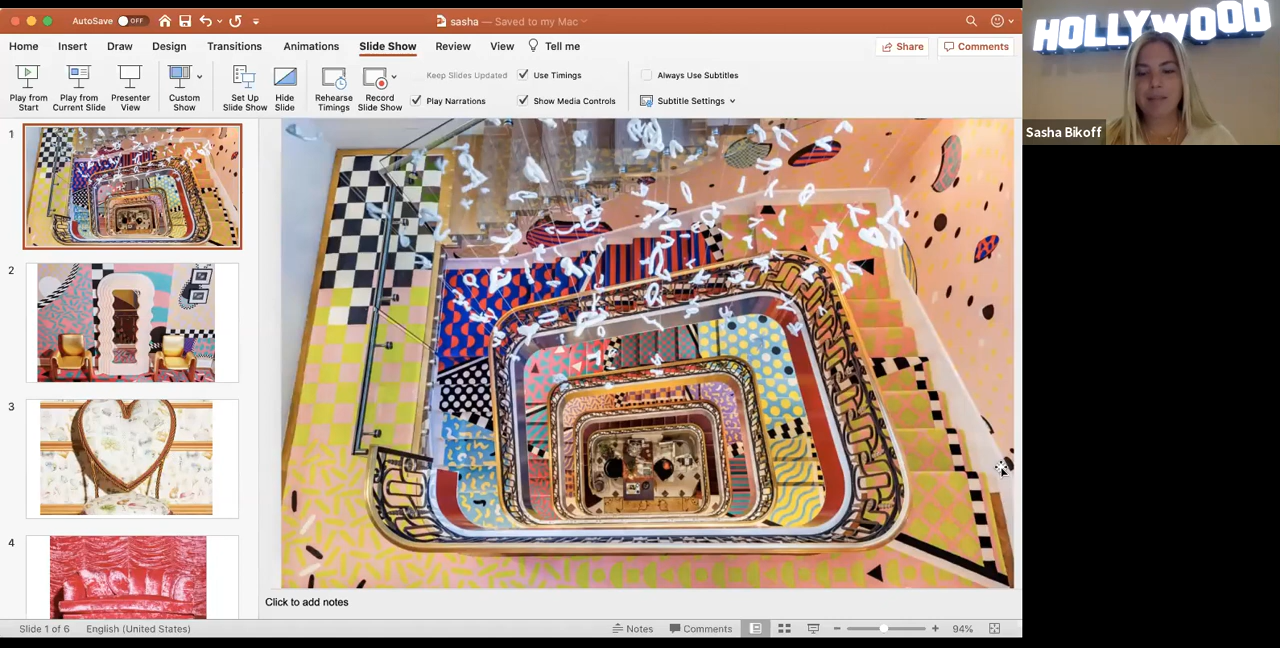 AutoSave OFF
sasha — Saved to my Mac
Home Insert Draw Design Transitions Animations Slide Show Review View Tell me
Share Comments
Play from Start
Play from Current Slide
Presenter View
Custom Show
Set Up Slide Show
Hide Slide
Rehearse Timings
Record Slide Show
Keep Slides Updated
Use Timings
Play Narrations
Show Media Controls
Always Use Subtitles
Subtitle Settings
1
2
3
4
Click to add notes
Slide 1 of 6 English (United States) Notes Comments 94%
HOLLYWOOD
Sasha Bikoff